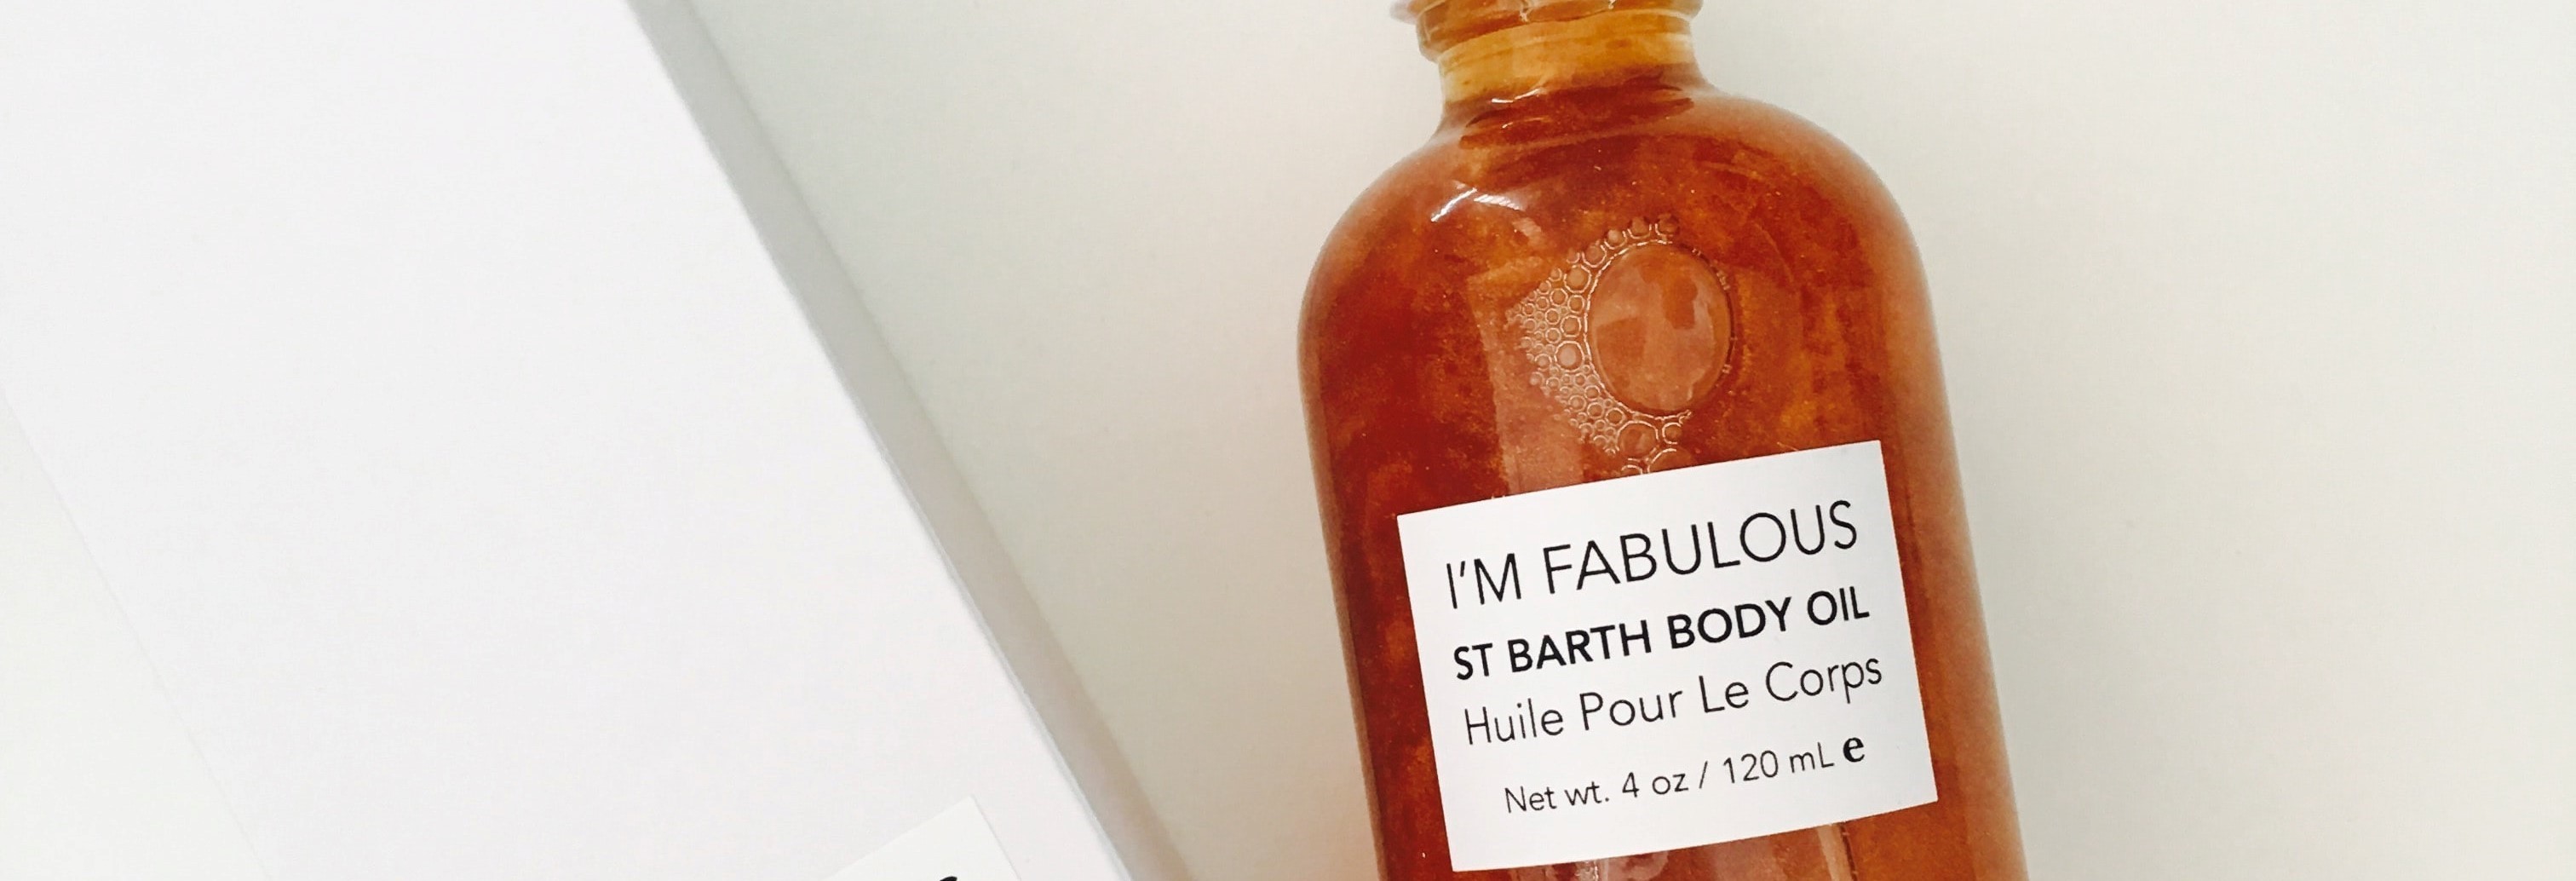 I'M FABULOUS
ST BARTH BODY OIL
Huile Pour Le Corps
Net wt. 4 oz / 120 mL e